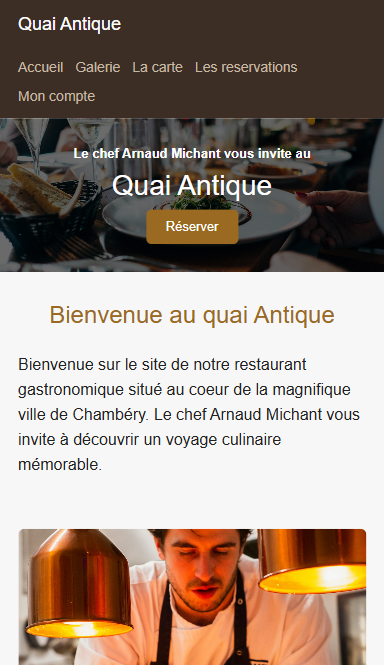 Quai Antique
Accueil Galerie La carte Les reservations
Mon compte
Le chef Arnaud Michant vous invite au
Quai Antique
Réserver
Bienvenue au quai Antique
Bienvenue sur le site de notre restaurant
gastronomique situé au coeur de la magnifique
ville de Chambéry. Le chef Arnaud Michant vous
invite à découvrir un voyage culinaire
mémorable.